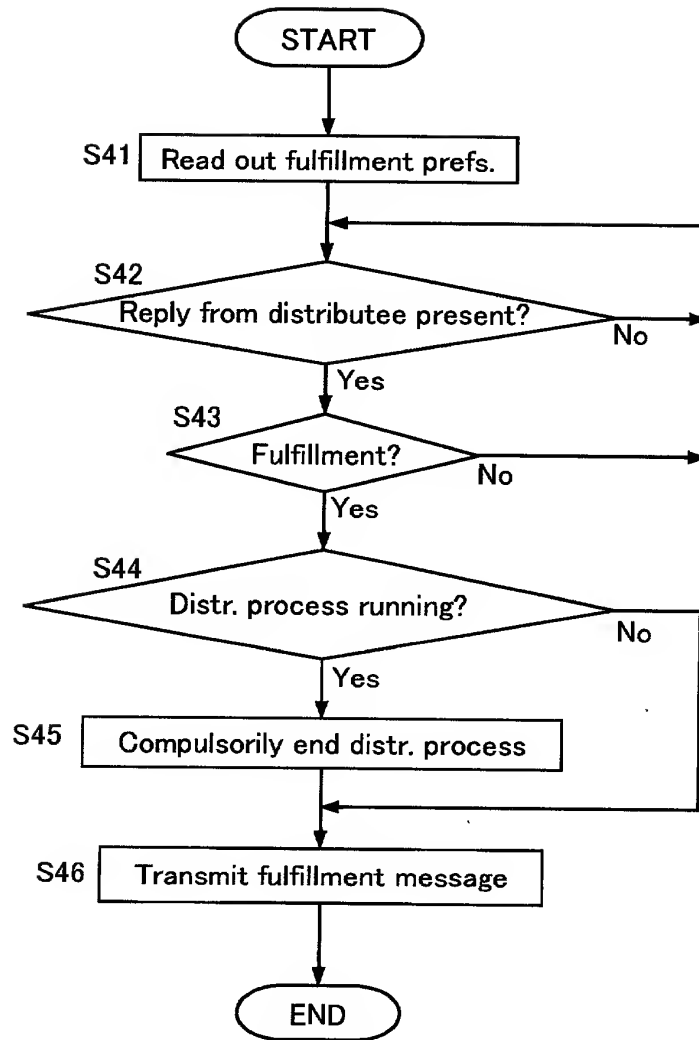 START
S41
Read out fulfillment prefs.
S42
Reply from distributee present?
No
Yes
S43
Fulfillment?
No
Yes
S44
Distr. process running?
No
Yes
S45
Compulsorily end distr. process
S46
Transmit fulfillment message
END